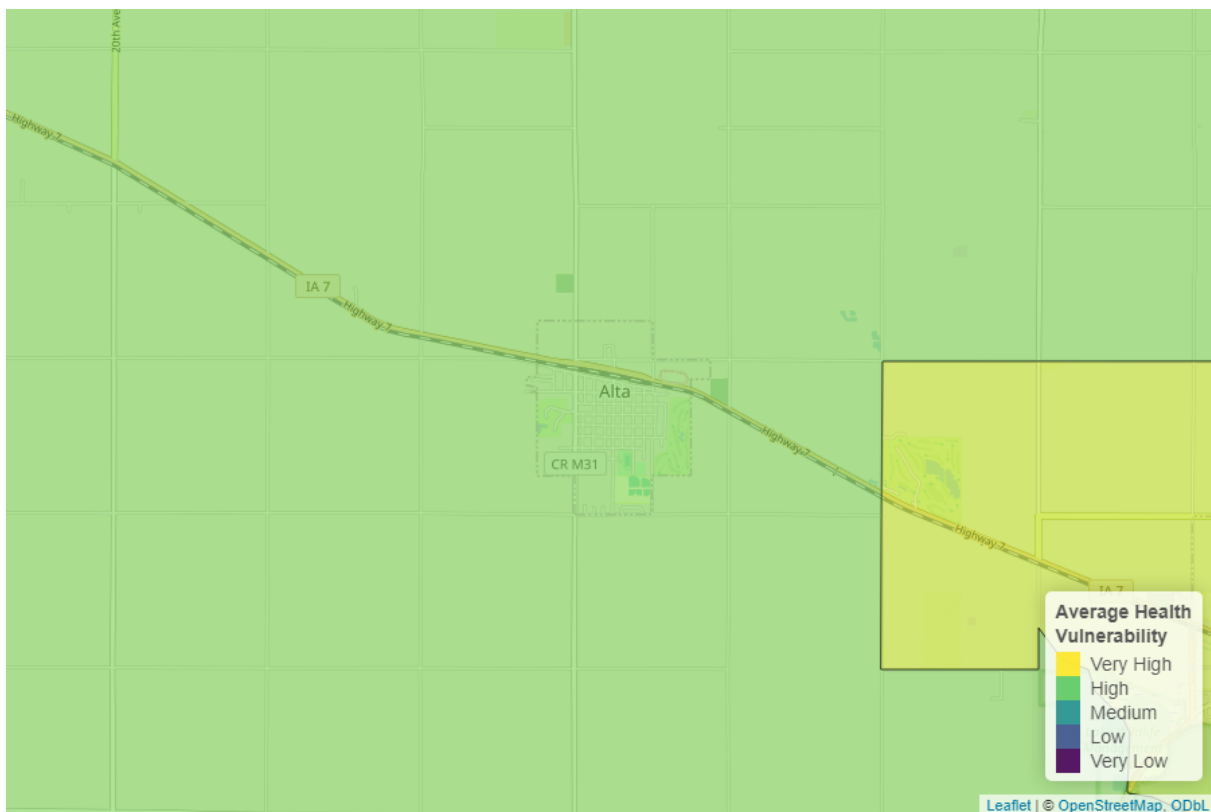 20th Ave
Highway 7
IA 7
Highway 7
Alta
Highway 7
CR M31
Highway 7
IA 7
Average Health
Vulnerability
Very High
High
Medium
Low
Very Low
Leaflet | © OpenStreetMap, ODbL